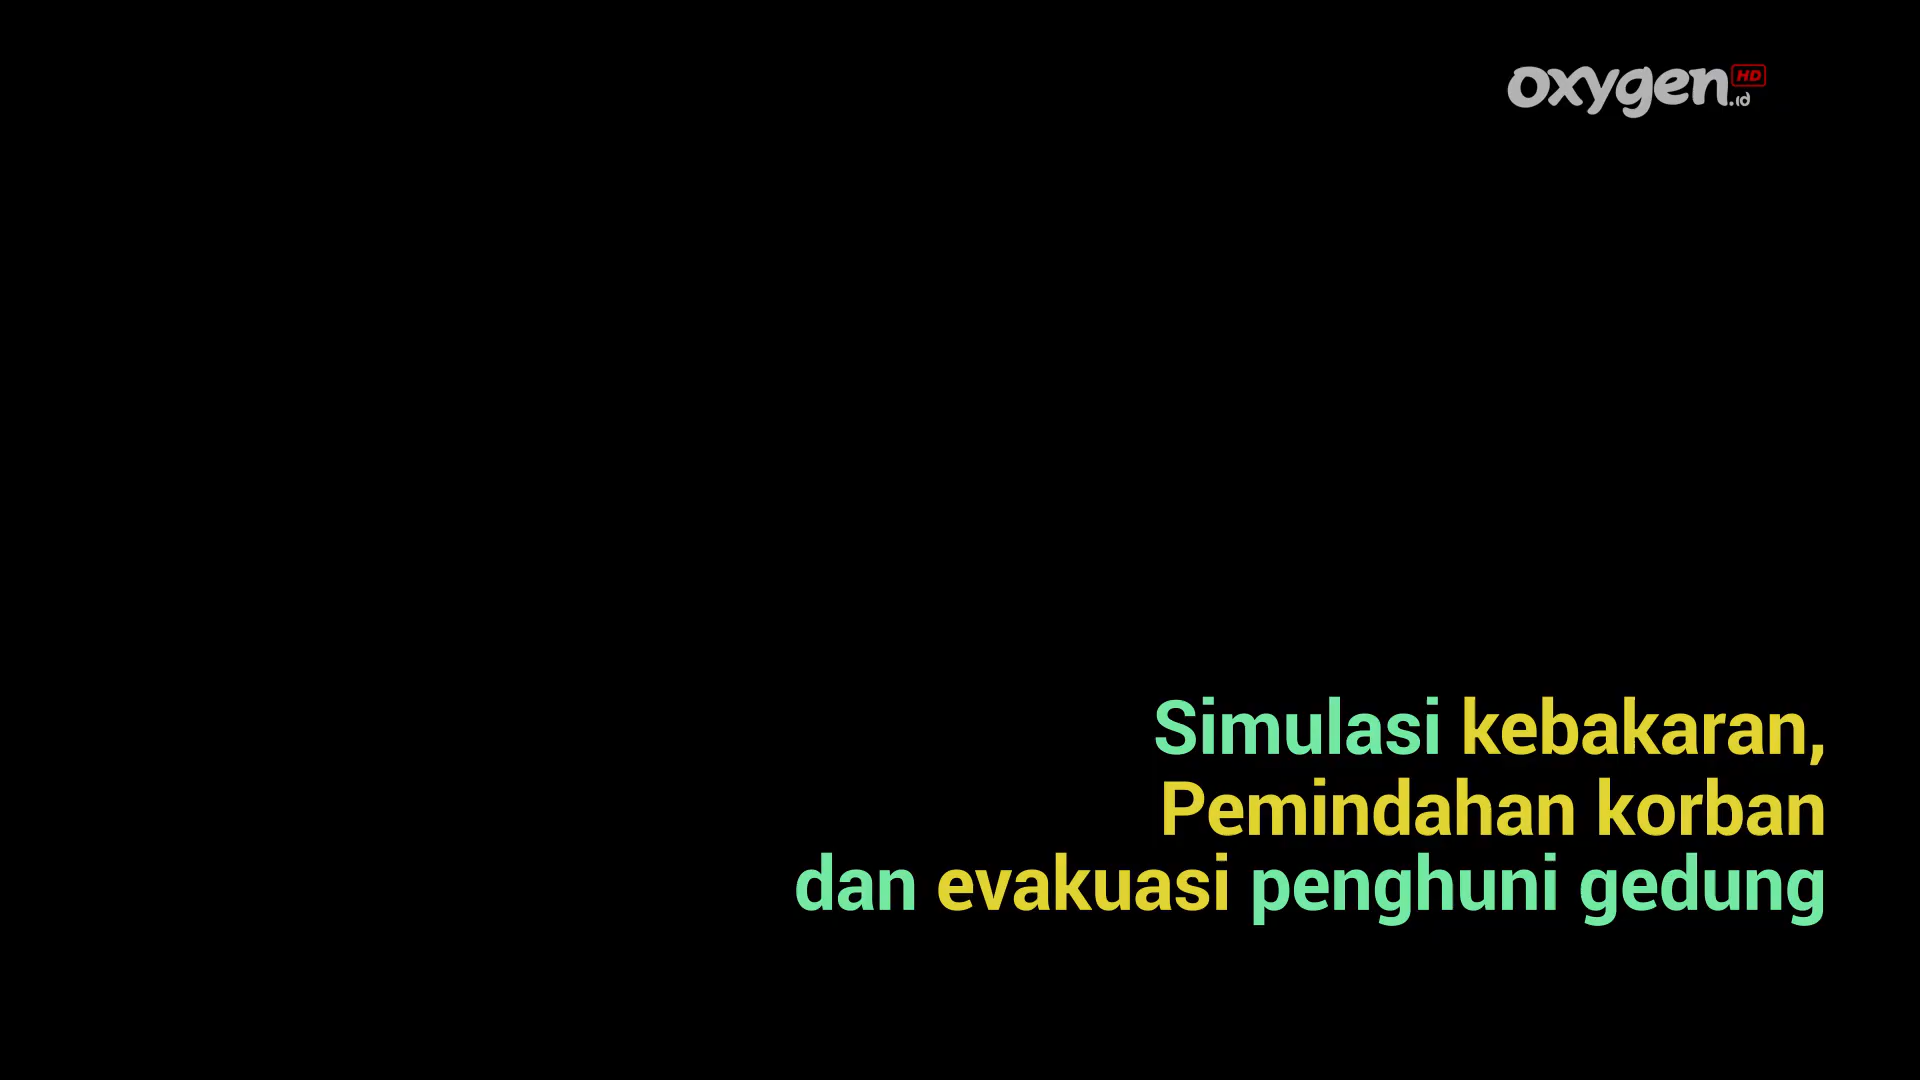 oxygen.id HD
Simulasi kebakaran,
Pemindahan korban
dan evakuasi penghuni gedung